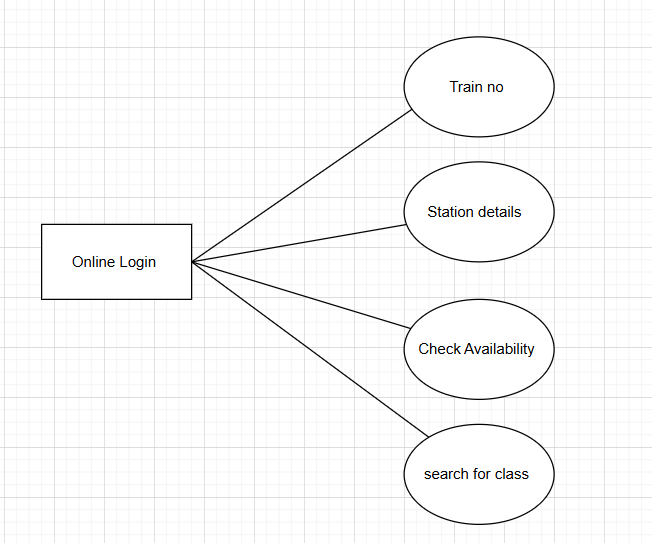 Train no
Station details
Online Login
Check Availability
search for class